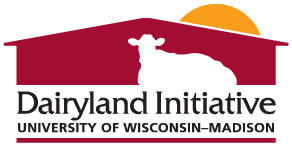 Dairyland Initiative
UNIVERSITY OF WISCONSIN–MADISON